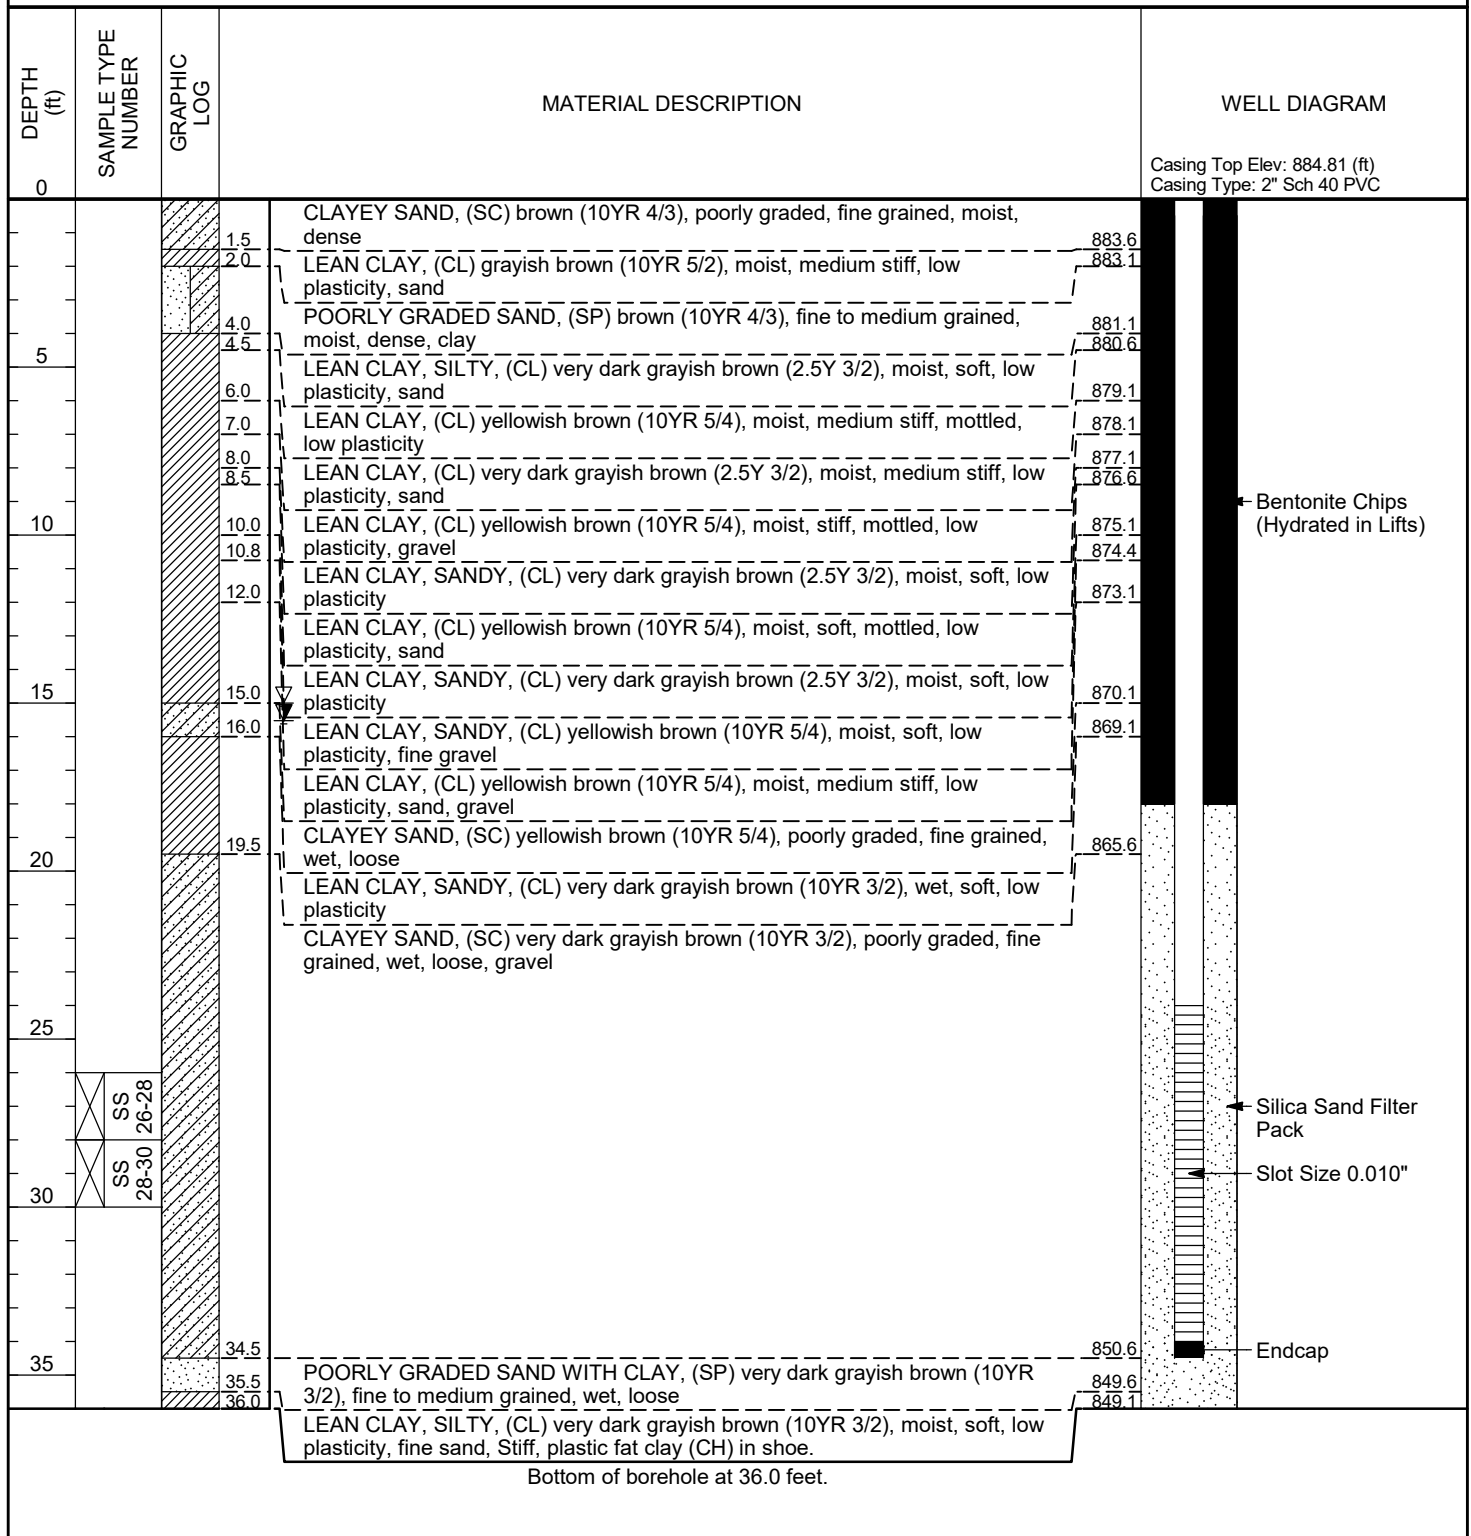 DEPTH
(ft)
SAMPLE TYPE
NUMBER
GRAPHIC
LOG
MATERIAL DESCRIPTION
WELL DIAGRAM
Casing Top Elev: 884.81 (ft)
Casing Type: 2" Sch 40 PVC
0
CLAYEY SAND, (SC) brown (10YR 4/3), poorly graded, fine grained, moist,
dense
1.5
883.6
LEAN CLAY, (CL) grayish brown (10YR 5/2), moist, medium stiff, low
plasticity, sand
2.0
883.1
POORLY GRADED SAND, (SP) brown (10YR 4/3), fine to medium grained,
moist, dense, clay
4.0
881.1
4.5
880.6
5
LEAN CLAY, SILTY, (CL) very dark grayish brown (2.5Y 3/2), moist, soft, low
plasticity, sand
6.0
879.1
LEAN CLAY, (CL) yellowish brown (10YR 5/4), moist, medium stiff, mottled,
low plasticity
7.0
878.1
LEAN CLAY, (CL) very dark grayish brown (2.5Y 3/2), moist, medium stiff, low
plasticity, sand
8.0
877.1
8.5
876.6
LEAN CLAY, (CL) yellowish brown (10YR 5/4), moist, stiff, mottled, low
plasticity, gravel
10
10.0
875.1
10.8
874.4
Bentonite Chips
(Hydrated in Lifts)
LEAN CLAY, SANDY, (CL) very dark grayish brown (2.5Y 3/2), moist, soft, low
plasticity
12.0
873.1
LEAN CLAY, (CL) yellowish brown (10YR 5/4), moist, soft, mottled, low
plasticity, sand
LEAN CLAY, SANDY, (CL) very dark grayish brown (2.5Y 3/2), moist, soft, low
plasticity
15
15.0
870.1
LEAN CLAY, SANDY, (CL) yellowish brown (10YR 5/4), moist, soft, low
plasticity, fine gravel
16.0
869.1
LEAN CLAY, (CL) yellowish brown (10YR 5/4), moist, medium stiff, low
plasticity, sand, gravel
CLAYEY SAND, (SC) yellowish brown (10YR 5/4), poorly graded, fine grained,
wet, loose
19.5
865.6
20
LEAN CLAY, SANDY, (CL) very dark grayish brown (10YR 3/2), wet, soft, low
plasticity
CLAYEY SAND, (SC) very dark grayish brown (10YR 3/2), poorly graded, fine
grained, wet, loose, gravel
25
SS
26-28
Silica Sand Filter
Pack
SS
28-30
Slot Size 0.010"
30
34.5
850.6
Endcap
35
POORLY GRADED SAND WITH CLAY, (SP) very dark grayish brown (10YR
3/2), fine to medium grained, wet, loose
35.5
849.6
36.0
849.1
LEAN CLAY, SILTY, (CL) very dark grayish brown (10YR 3/2), moist, soft, low
plasticity, fine sand, Stiff, plastic fat clay (CH) in shoe.
Bottom of borehole at 36.0 feet.